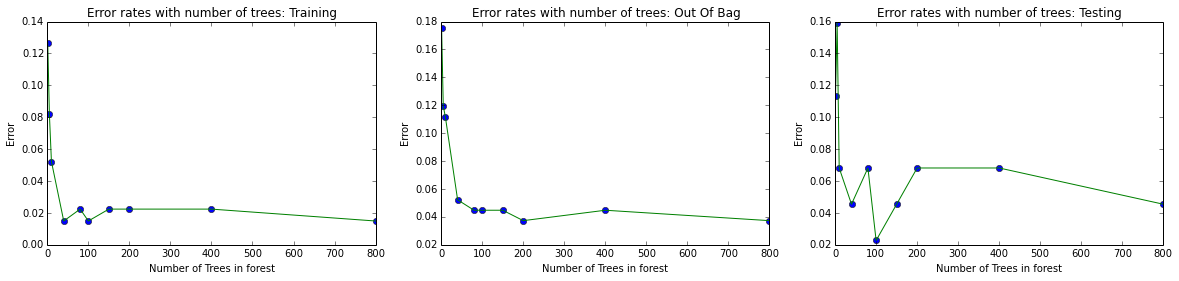 Error rates with number of trees: Training
Error
0.14
0.12
0.10
0.08
0.06
0.04
0.02
0.00
0 100 200 300 400 500 600 700 800
Number of Trees in forest
Error rates with number of trees: Out Of Bag
Error
0.18
0.16
0.14
0.12
0.10
0.08
0.06
0.04
0.02
0 100 200 300 400 500 600 700 800
Number of Trees in forest
Error rates with number of trees: Testing
Error
0.16
0.14
0.12
0.10
0.08
0.06
0.04
0.02
0 100 200 300 400 500 600 700 800
Number of Trees in forest